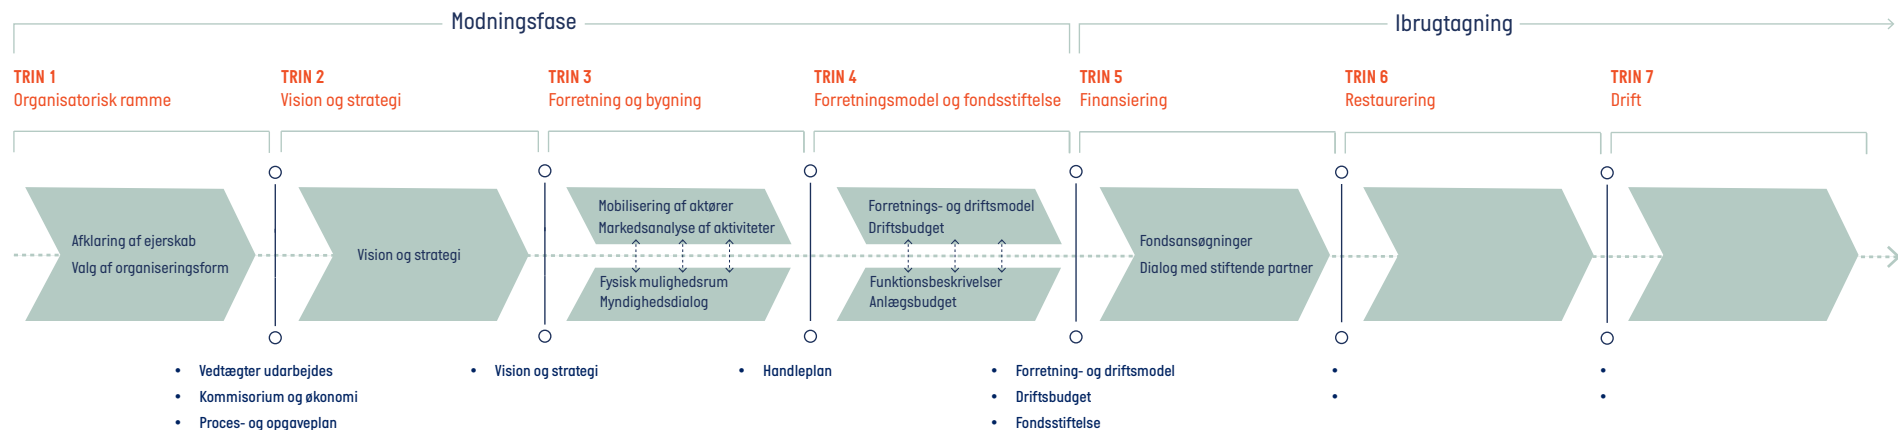 Modningsfase
Ibrugtagning
TRIN 1
Organisatorisk ramme
TRIN 2
Vision og strategi
TRIN 3
Forretning og bygning
TRIN 4
Forretningsmodel og fondsstiftelse
TRIN 5
Finansiering
TRIN 6
Restaurering
TRIN 7
Drift
Afklaring af ejerskab
Valg af organiseringsform
Vision og strategi
Mobilisering af aktører
Markedsanalyse af aktiviteter
Fysisk mulighedsrum
Myndighedsdialog
Forretnings- og driftsmodel
Driftsbudget
Funktionsbeskrivelser
Anlægsbudget
Fondsansøgninger
Dialog med stiftende partner
• Vedtægter udarbejdes
• Kommisorium og økonomi
• Proces- og opgaveplan
• Vision og strategi
• Handleplan
• Forretning- og driftsmodel
• Driftsbudget
• Fondsstiftelse